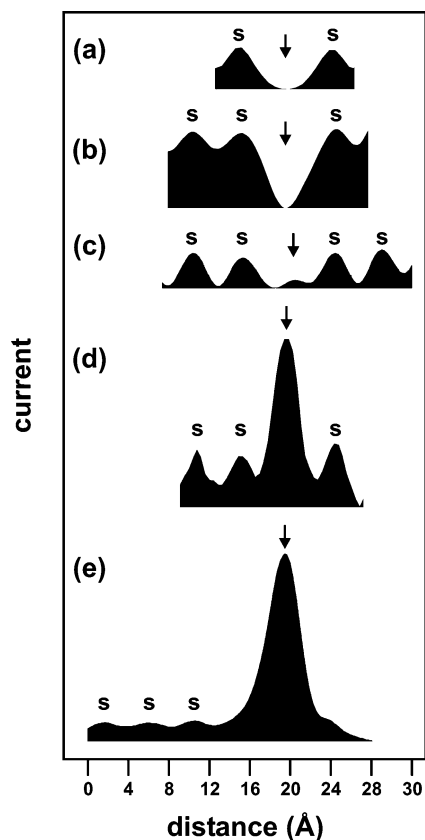 s s
(a)
s s s
(b)
s s s s
(c)
(d)
s s s
current
(e)
s s s
0 4 8 12 16 20 24 28 30
distance (Å)